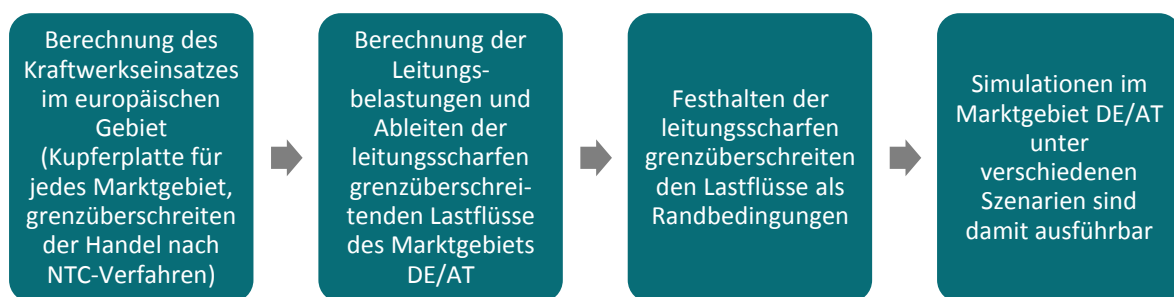 Berechnung des
Kraftwerkseinsatzes
im europäischen
Gebiet
(Kupferplatte für
jedes Marktgebiet,
grenzüberschreiten
der Handel nach
NTC-Verfahren)
Berechnung der
Leitungs-
belastungen und
Ableiten der
leitungsscharfen
grenzüberschrei-
tenden Lastflüsse
des Marktgebiets
DE/AT
Festhalten der
leitungsscharfen
grenzüberschreiten
den Lastflüsse als
Randbedingungen
Simulationen im
Marktgebiet DE/AT
unter
verschiedenen
Szenarien sind
damit ausführbar